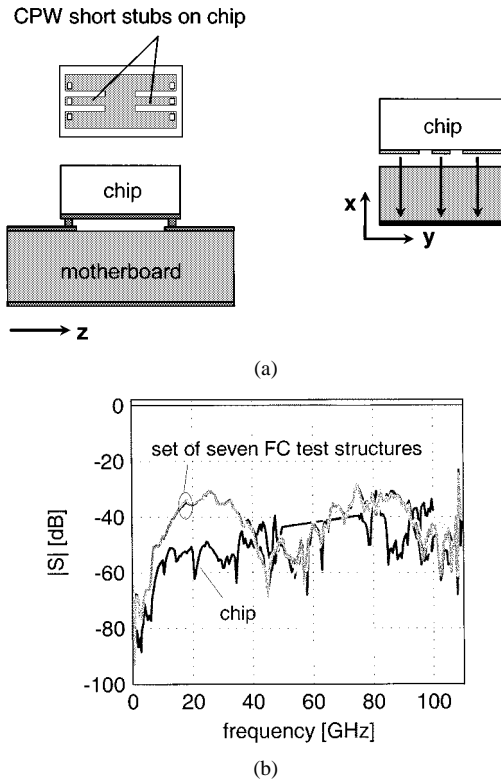 CPW short stubs on chip
chip
motherboard
z
chip
x
y
(a)
0
-20
-40
-60
-80
-100
|S| [dB]
set of seven FC test structures
chip
0
20
40
60
80
100
frequency [GHz]
(b)